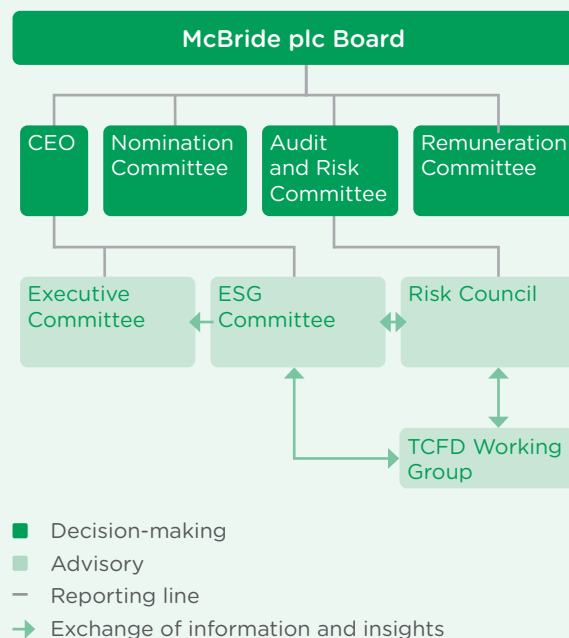 McBride plc Board
CEO
Nomination
Committee
Audit
and Risk
Committee
Remuneration
Committee
Executive
Committee
ESG
Committee
Risk Council
TCFD Working
Group
Decision-making
Advisory
Reporting line
Exchange of information and insights